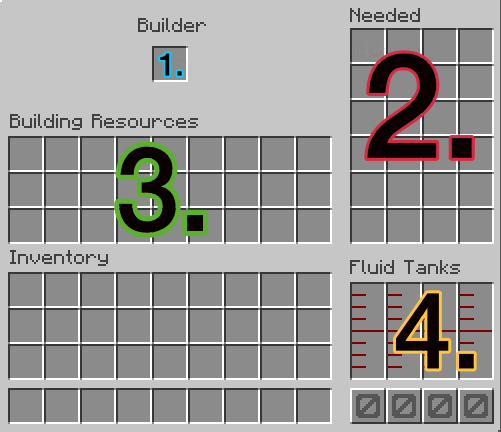 Builder
1.
Needed
2.
Building Resources
3.
Inventory
Fluid Tanks
4.